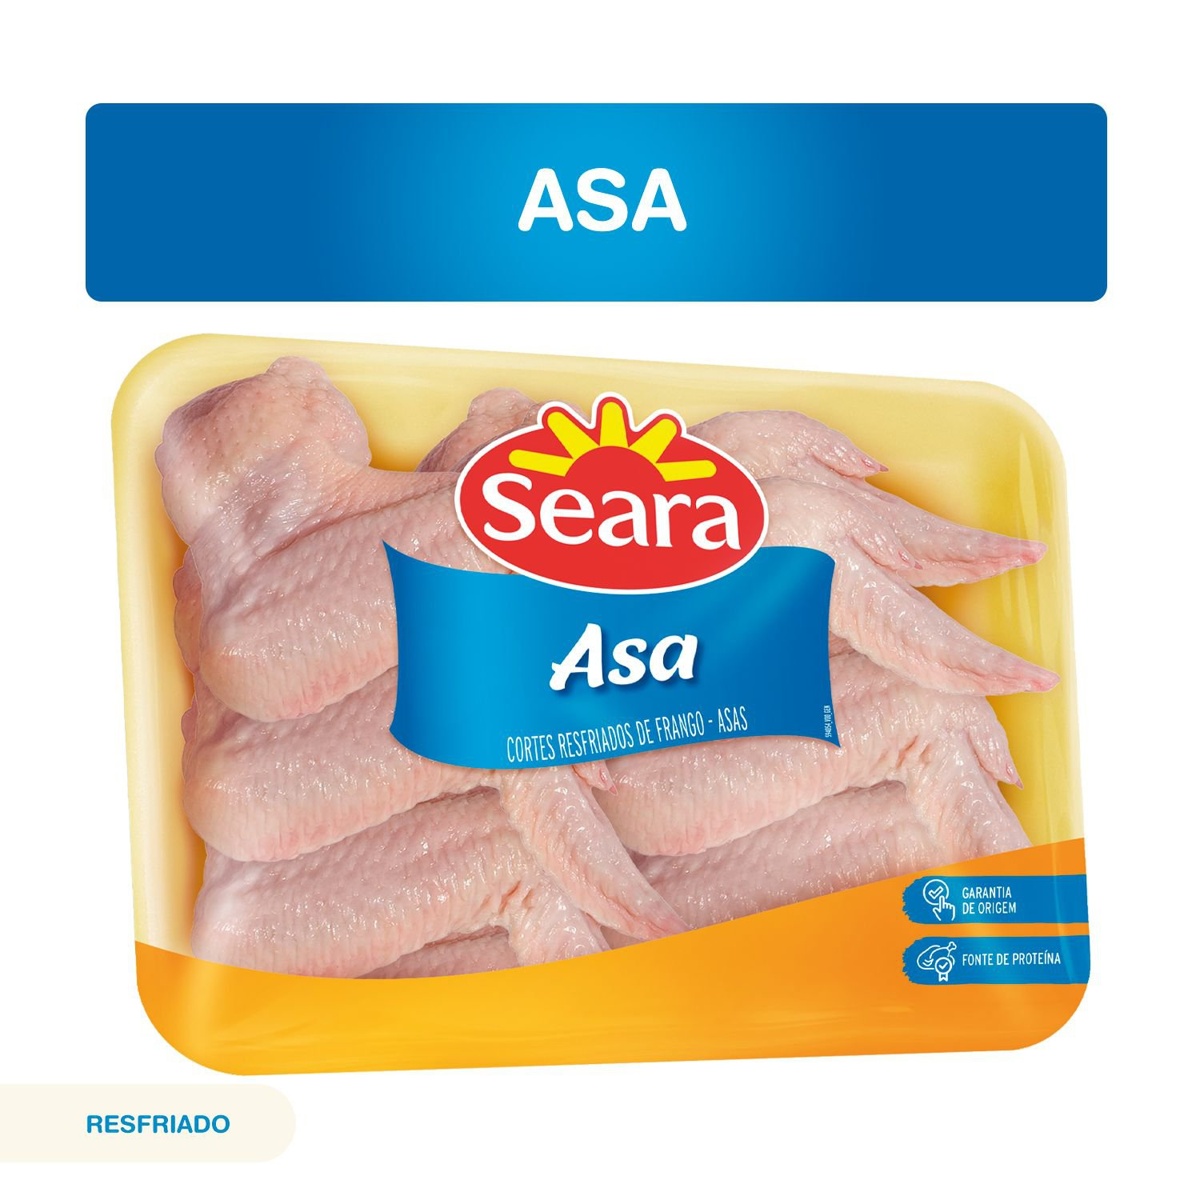 ASA
Seara
Asa
CORTES RESFRIADOS DE FRANGO - ASAS
GARANTIA
DE ORIGEM
FONTE DE PROTEÍNA
RESFRIADO